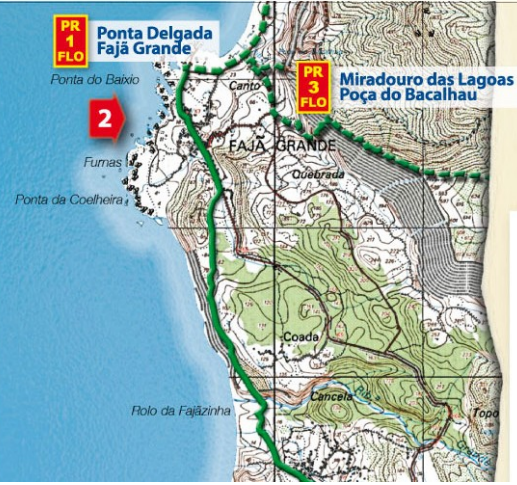 PR
1
FLO
Ponta Delgada
Fajã Grande
Ponta do Baixio
Canto
PR
3
FLO
Miradouro das Lagoas
Poça do Bacalhau
2
FAJÃ GRANDE
Furnas
Quebrada
Ponta da Coelheira
Coada
Cancela
Rolo da Fajãzinha
Topo